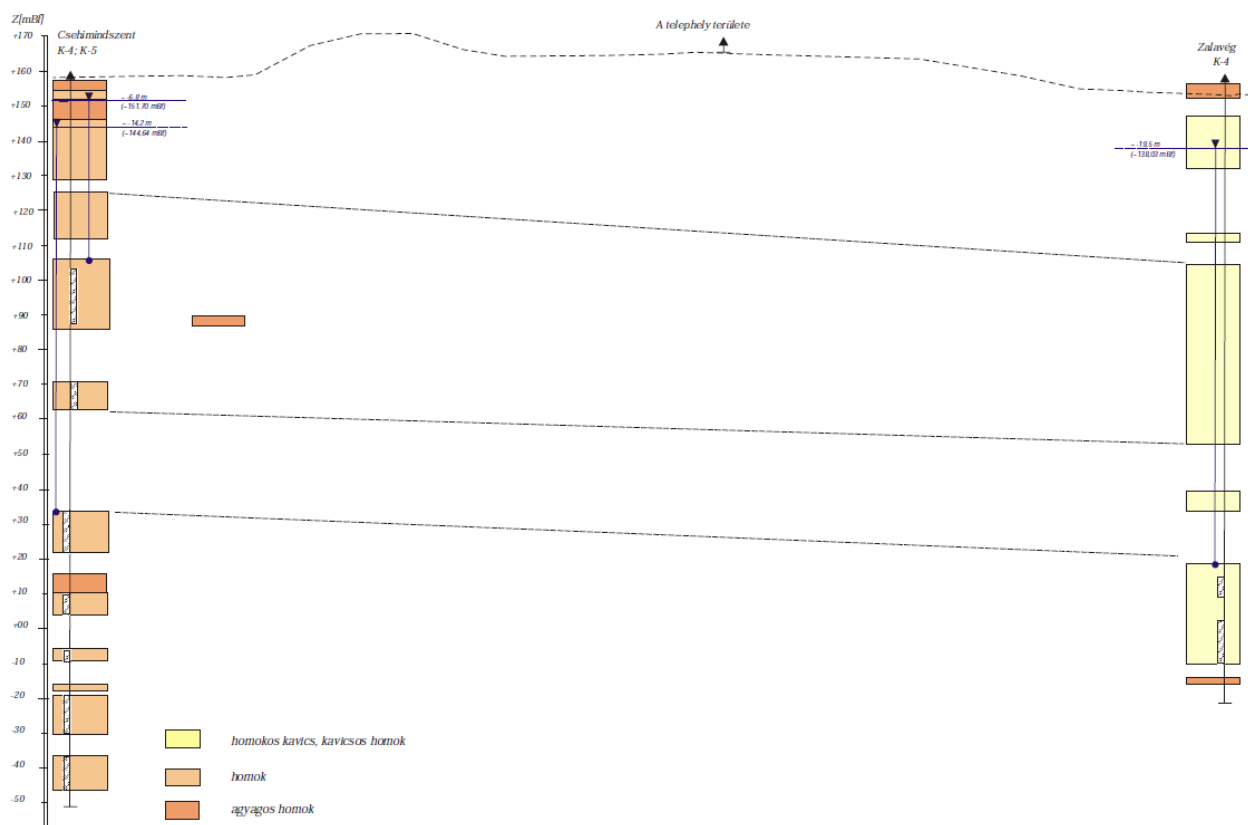 Z[mBf]
+170
+160
+150
+140
+130
+120
+110
+100
+90
+80
+70
+60
+50
+40
+30
+20
+10
+00
-10
-20
-30
-40
-50
Csehimindszent
K-4; K-5
A telephely területe
Zalavég
K-4
~ -6.8 m
(~151,70 mBf)
~ -14,2 m
(~144,64 mBf)
~ -19,5 m
(~138,03 mBf)
homokos kavics, kavicsos homok
homok
agyagos homok